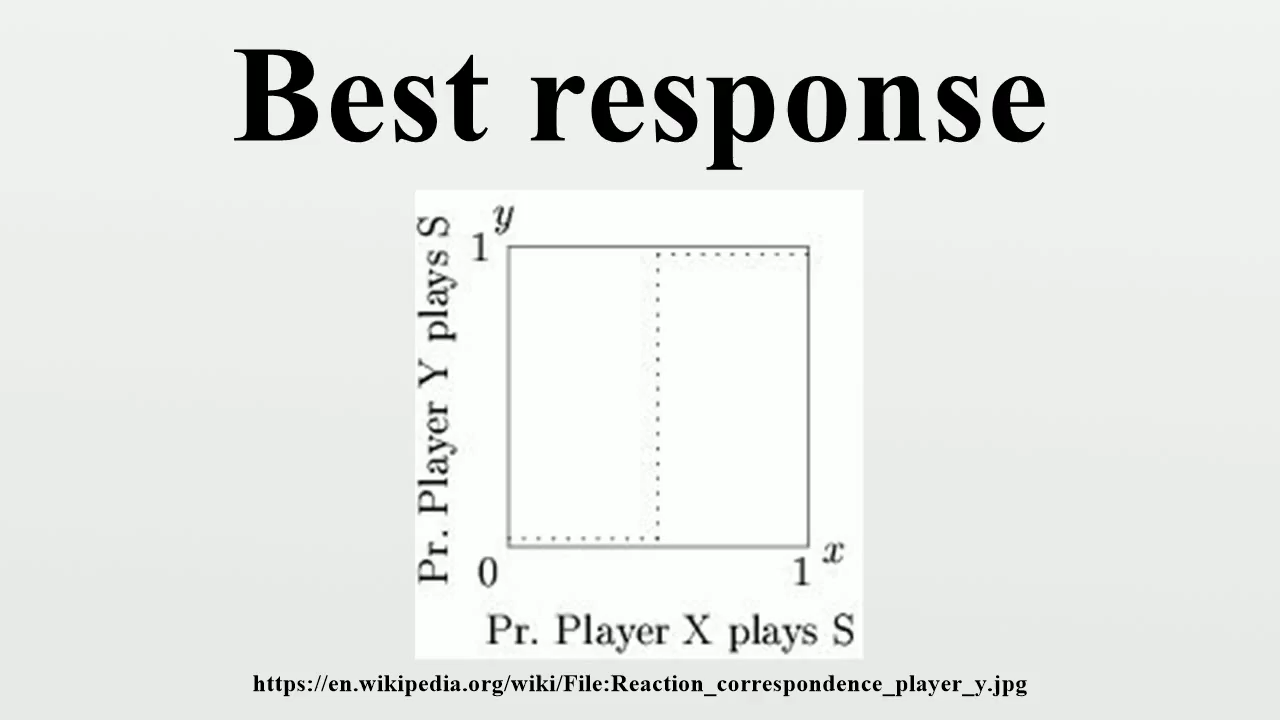 Best response
y
1
Pr. Player Y plays S
0
1
x
Pr. Player X plays S
https://en.wikipedia.org/wiki/File:Reaction_correspondence_player_y.jpg